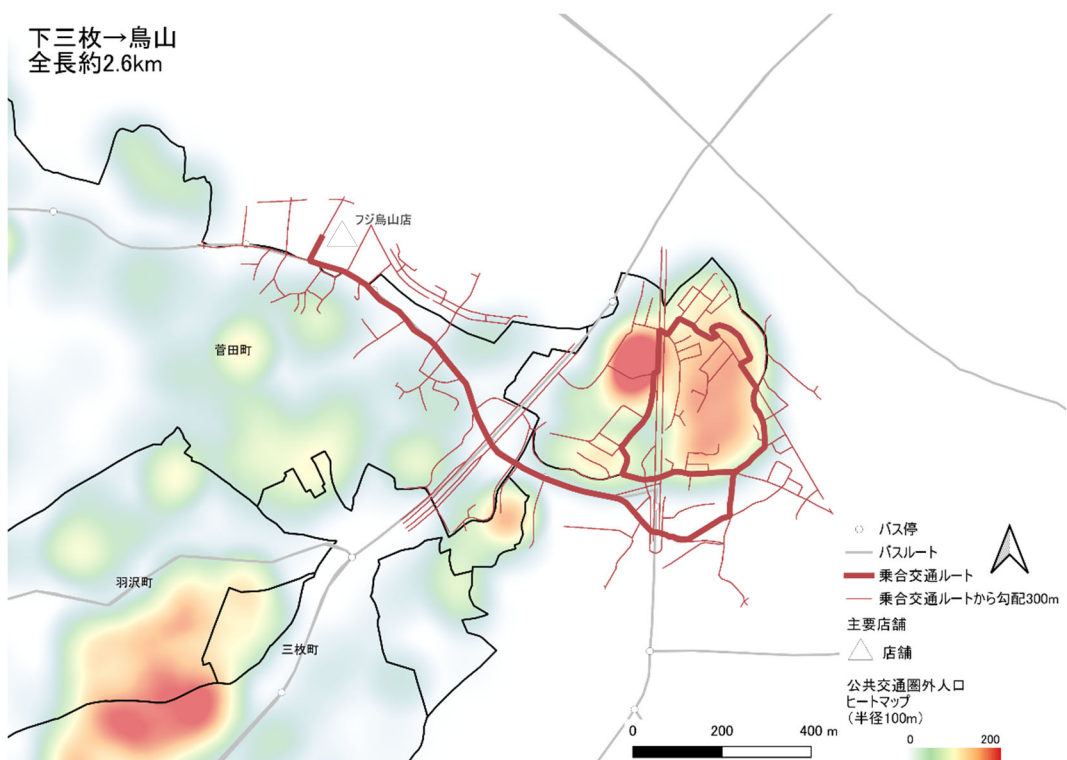 下三枚→鳥山
全長約2.6km
フジ鳥山店
菅田町
羽沢町
三枚町
バス停
バスルート
乗合交通ルート
乗合交通ルートから勾配300m
主要店舗
店舗
公共交通圏外人口
ヒートマップ
(半径100m)
0 200
0 200 400 m